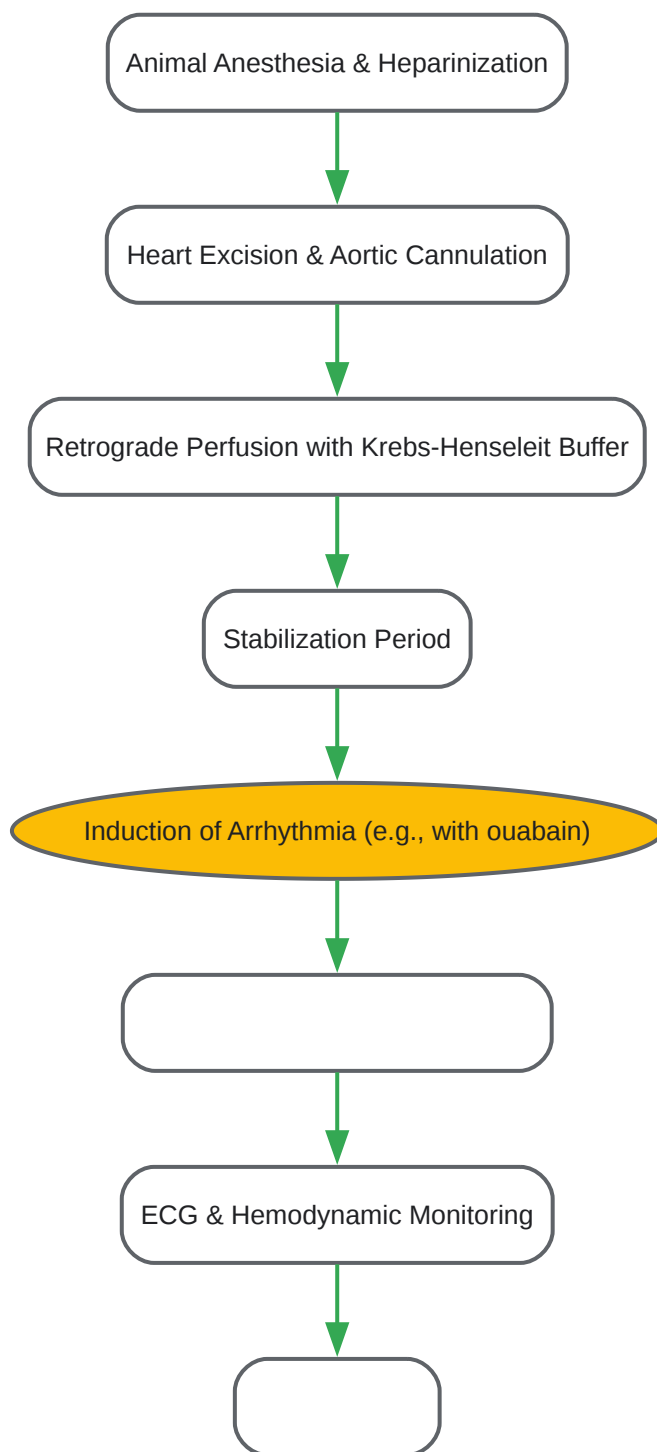 Animal Anesthesia & Heparinization
Heart Excision & Aortic Cannulation
Retrograde Perfusion with Krebs-Henseleit Buffer
Stabilization Period
Induction of Arrhythmia (e.g., with ouabain)
ECG & Hemodynamic Monitoring